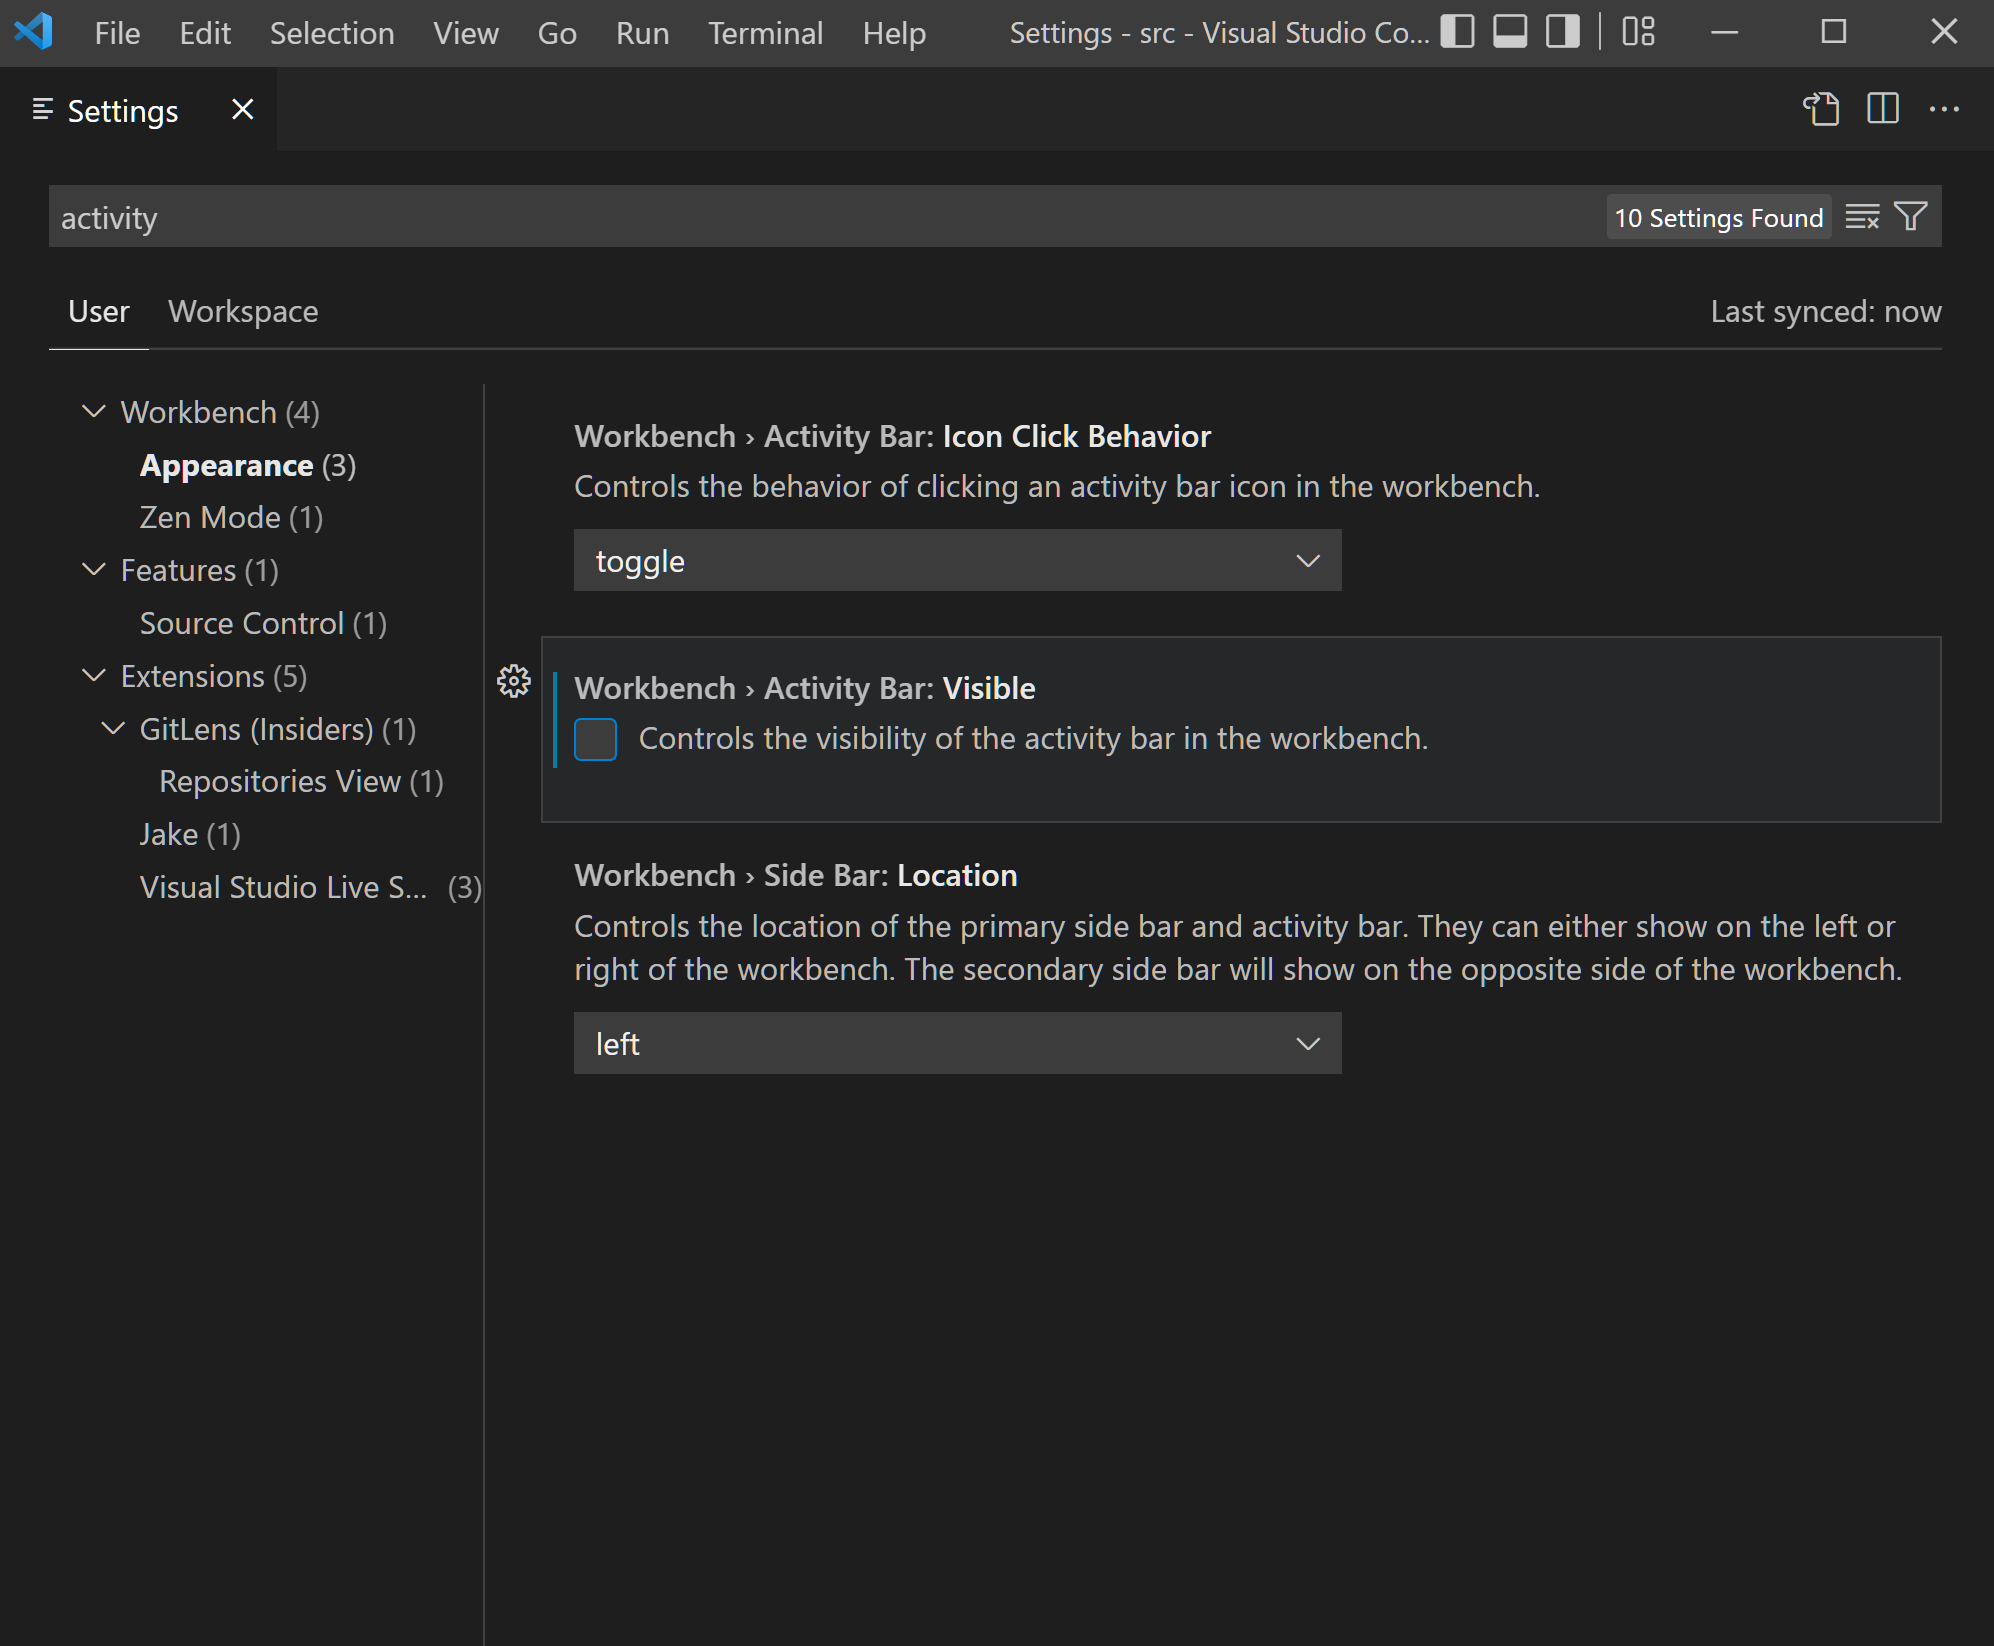 File Edit Selection View Go Run Terminal Help Settings - src - Visual Studio Co...
Settings
activity
10 Settings Found
User Workspace
Last synced: now
Workbench (4)
Appearance (3)
Zen Mode (1)
Features (1)
Source Control (1)
Extensions (5)
GitLens (Insiders) (1)
Repositories View (1)
Jake (1)
Visual Studio Live S... (3)
Workbench › Activity Bar: Icon Click Behavior
Controls the behavior of clicking an activity bar icon in the workbench.
toggle
Workbench › Activity Bar: Visible
Controls the visibility of the activity bar in the workbench.
Workbench › Side Bar: Location
Controls the location of the primary side bar and activity bar. They can either show on the left or
right of the workbench. The secondary side bar will show on the opposite side of the workbench.
left